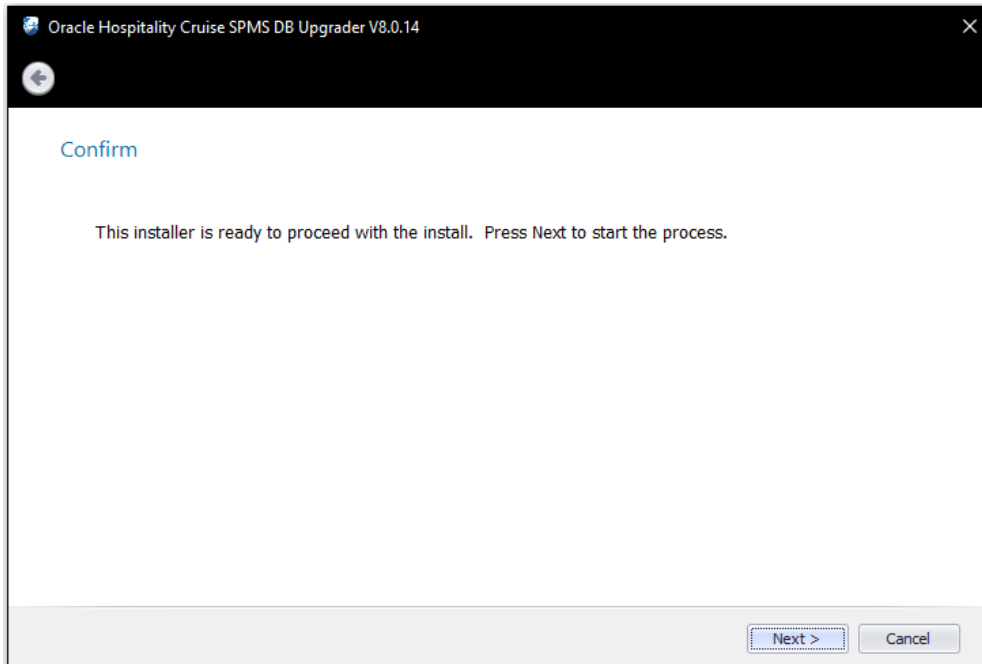 Oracle Hospitality Cruise SPMS DB Upgrader V8.0.14
Confirm
This installer is ready to proceed with the install.  Press Next to start the process.
Next >
Cancel